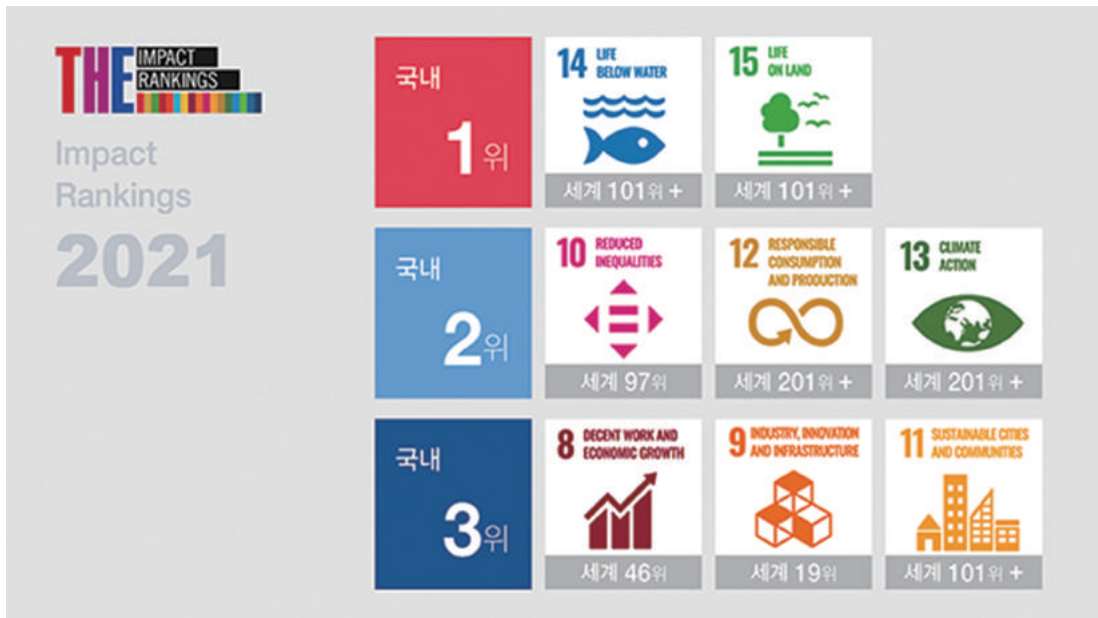 THE IMPACT
RANKINGS
Impact
Rankings
2021
국내
1위
14 LIFE
BELOW WATER
세계 101위 +
15 LIFE
ON LAND
세계 101위 +
국내
2위
10 REDUCED
INEQUALITIES
세계 97위
12 RESPONSIBLE
CONSUMPTION
AND PRODUCTION
세계 201위 +
13 CLIMATE
ACTION
세계 201위 +
국내
3위
8 DECENT WORK AND
ECONOMIC GROWTH
세계 46위
9 INDUSTRY, INNOVATION
AND INFRASTRUCTURE
세계 19위
11 SUSTAINABLE CITIES
AND COMMUNITIES
세계 101위 +